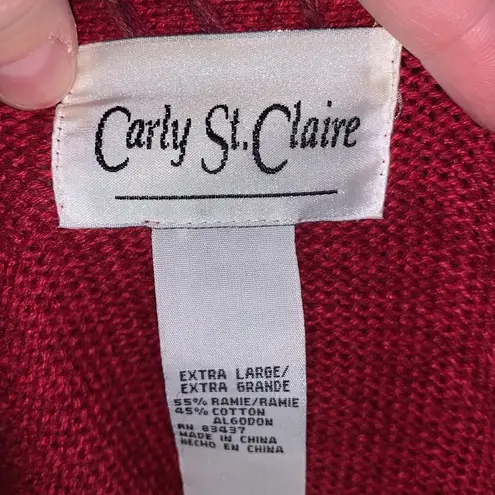 Carly St. Claire
EXTRA LARGE/
EXTRA GRANDE
55% RAMIE/RAMIE
45% COTTON
ALGODON
RN 83437
MADE IN CHINA
HECHO EN CHINA